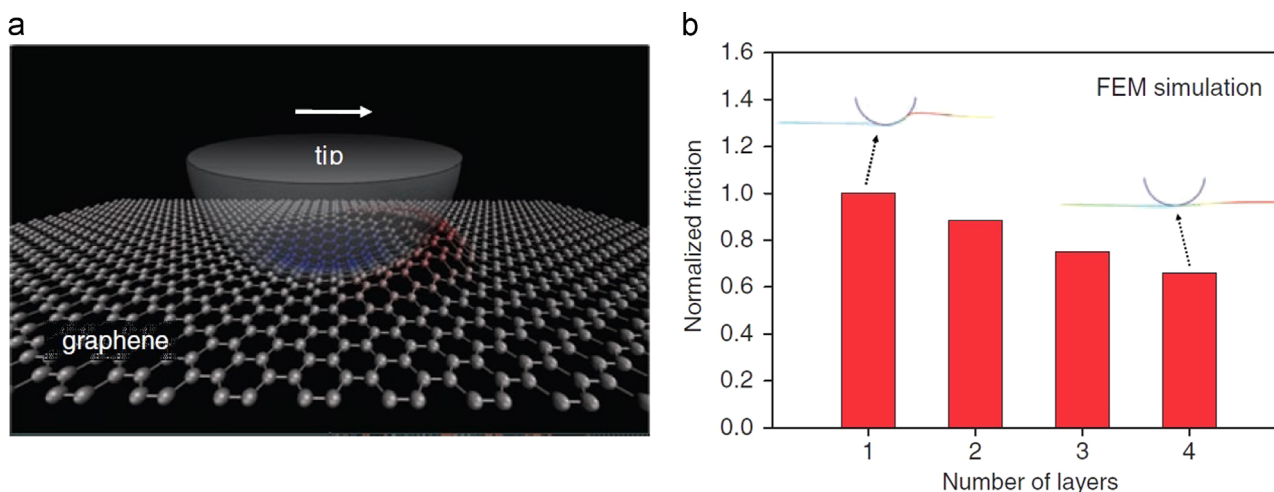 a
tip
graphene
b
FEM simulation
Normalized friction
1.6
1.4
1.2
1.0
0.8
0.6
0.4
0.2
0.0
1 2 3 4
Number of layers